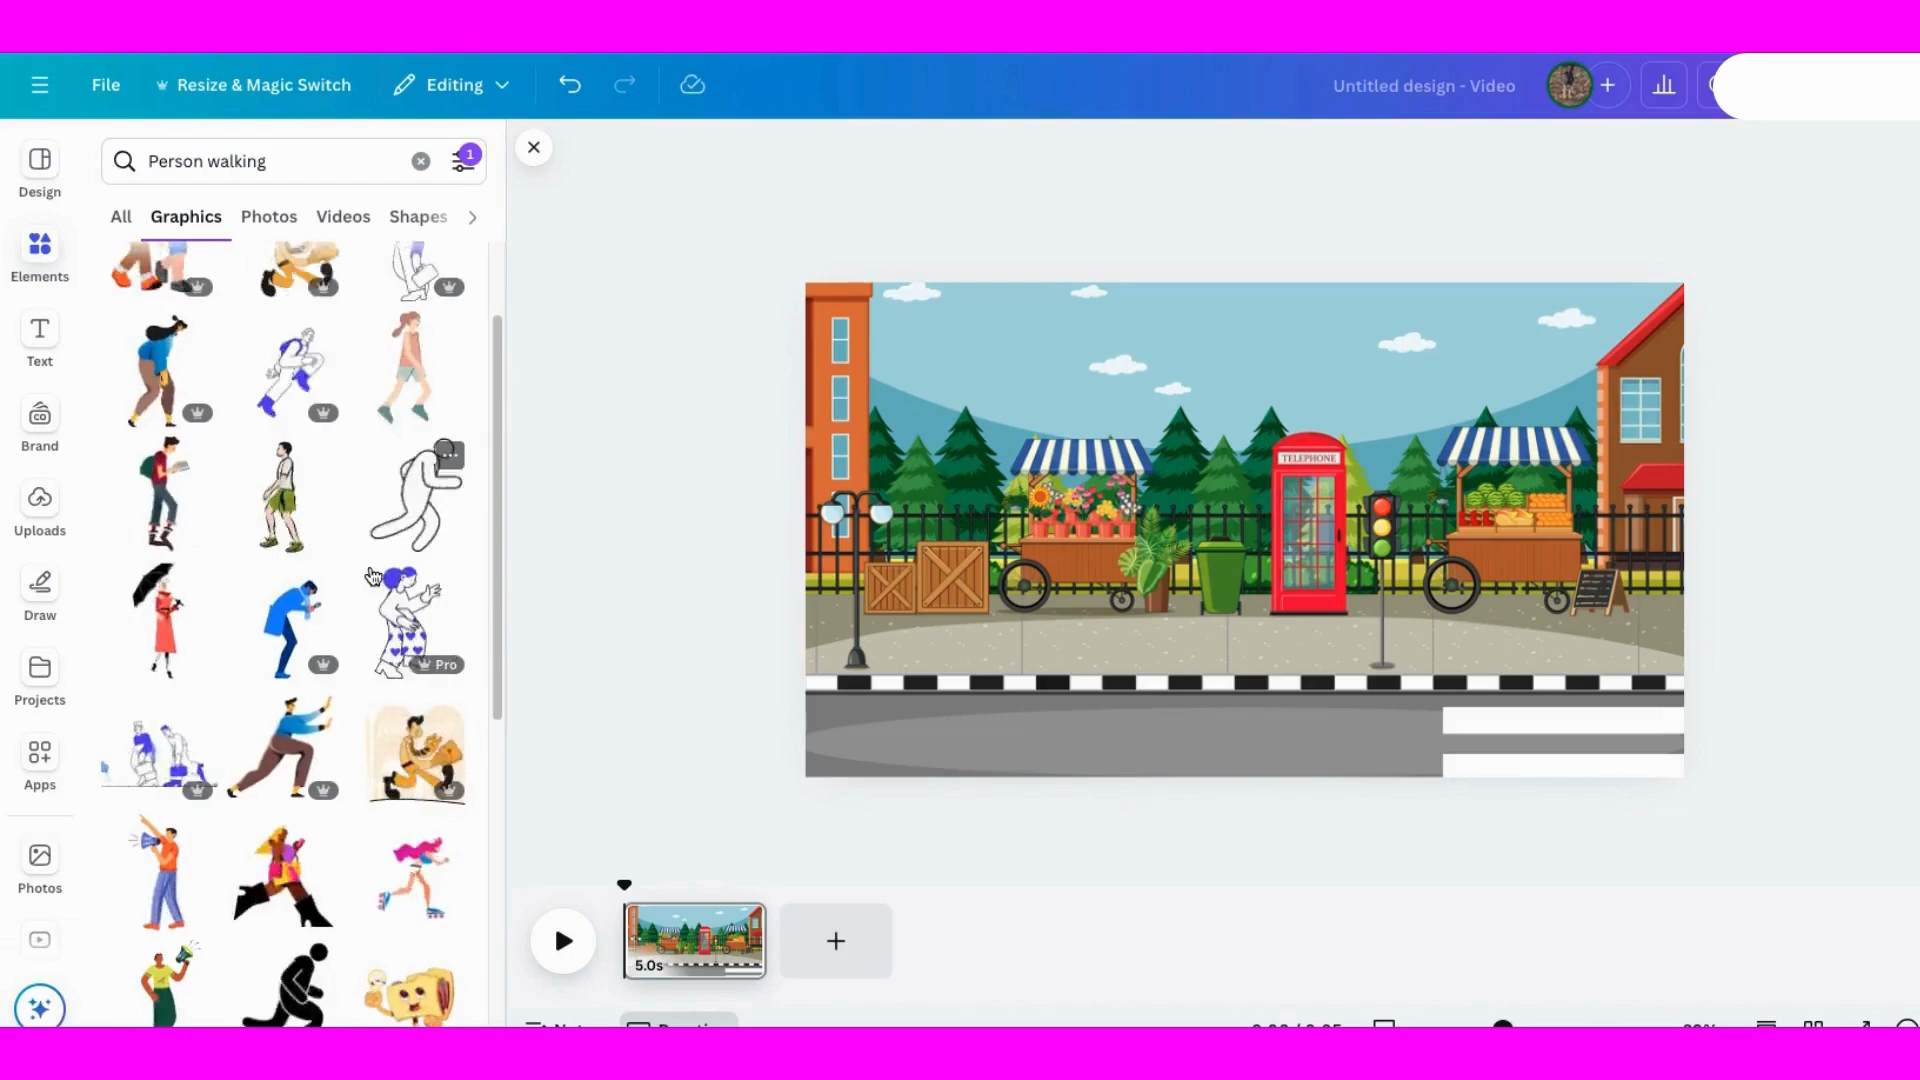 File
Resize & Magic Switch
Editing
Untitled design - Video
Person walking
1
All
Graphics
Photos
Videos
Shapes
Design
Elements
Text
Brand
Uploads
Draw
Projects
Apps
Photos
Pro
TELEPHONE
5.0s